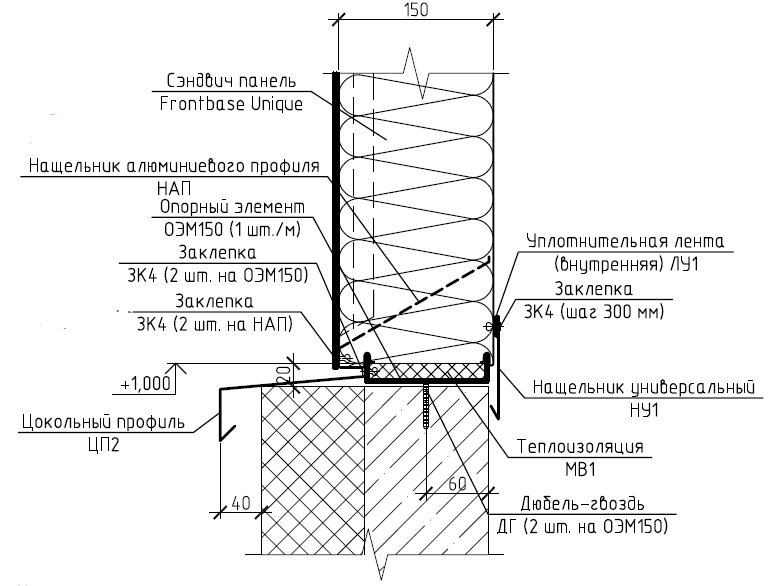 150
Сэндвич панель
Frontbase Unique
Нащельник алюминиевого профиля
НАП
Опорный элемент
ОЭМ150 (1 шт./м)
Заклепка
ЗК4 (2 шт. на ОЭМ150)
Заклепка
ЗК4 (2 шт. на НАП)
Уплотнительная лента
(внутренняя) ЛУ1
Заклепка
ЗК4 (шаг 300 мм)
+1,000
20
Нащельник универсальный
НУ1
Цокольный профиль
ЦП2
Теплоизоляция
МВ1
40
60
Дюбель-гвоздь
ДГ (2 шт. на ОЭМ150)